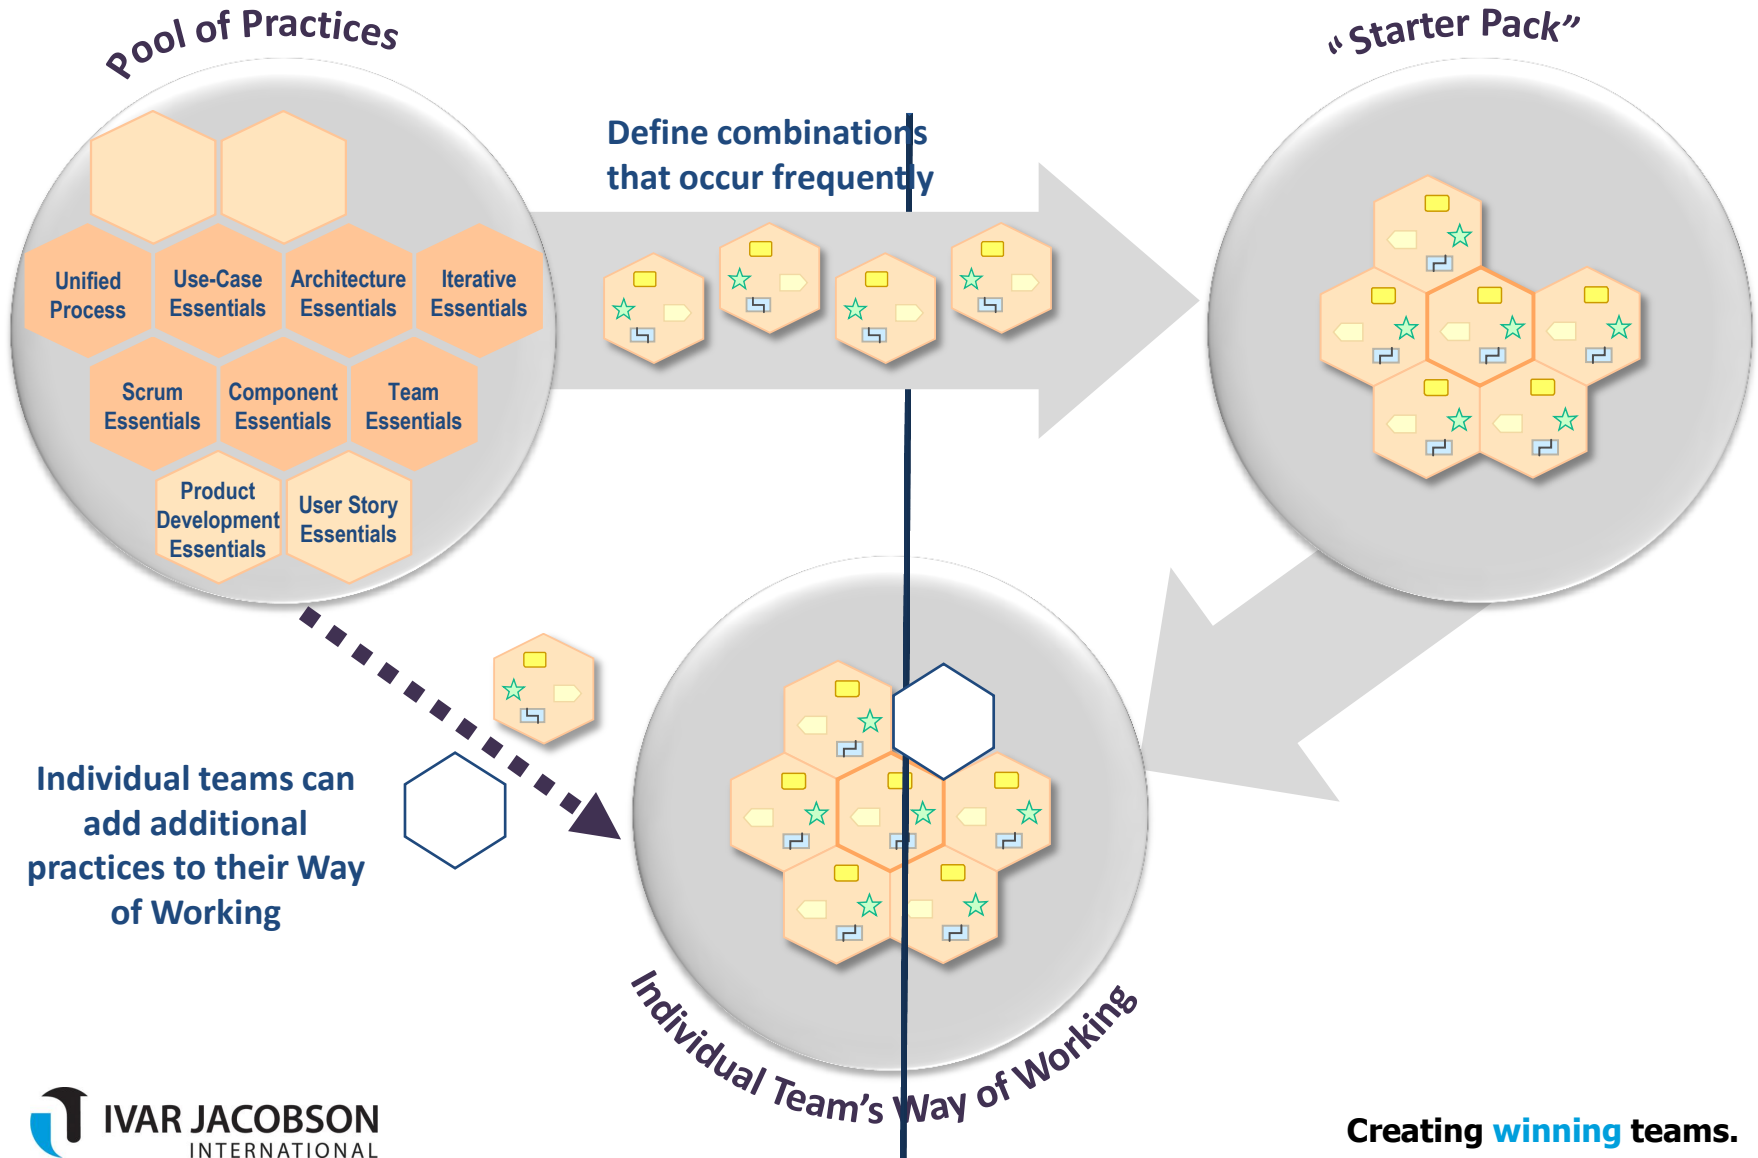 Pool of Practices
"Starter Pack"
Define combinations
that occur frequently
Unified
Process
Use-Case
Essentials
Architecture
Essentials
Iterative
Essentials
Scrum
Essentials
Component
Essentials
Team
Essentials
Product
Development
Essentials
User Story
Essentials
Individual teams can
add additional
practices to their Way
of Working
Individual Team's Way of Working
IVAR JACOBSON
INTERNATIONAL
Creating winning teams.